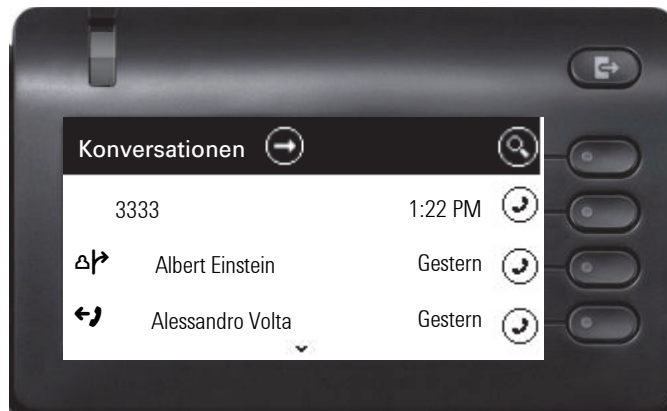 Konversationen
3333 1:22 PM
Albert Einstein Gestern
Alessandro Volta Gestern